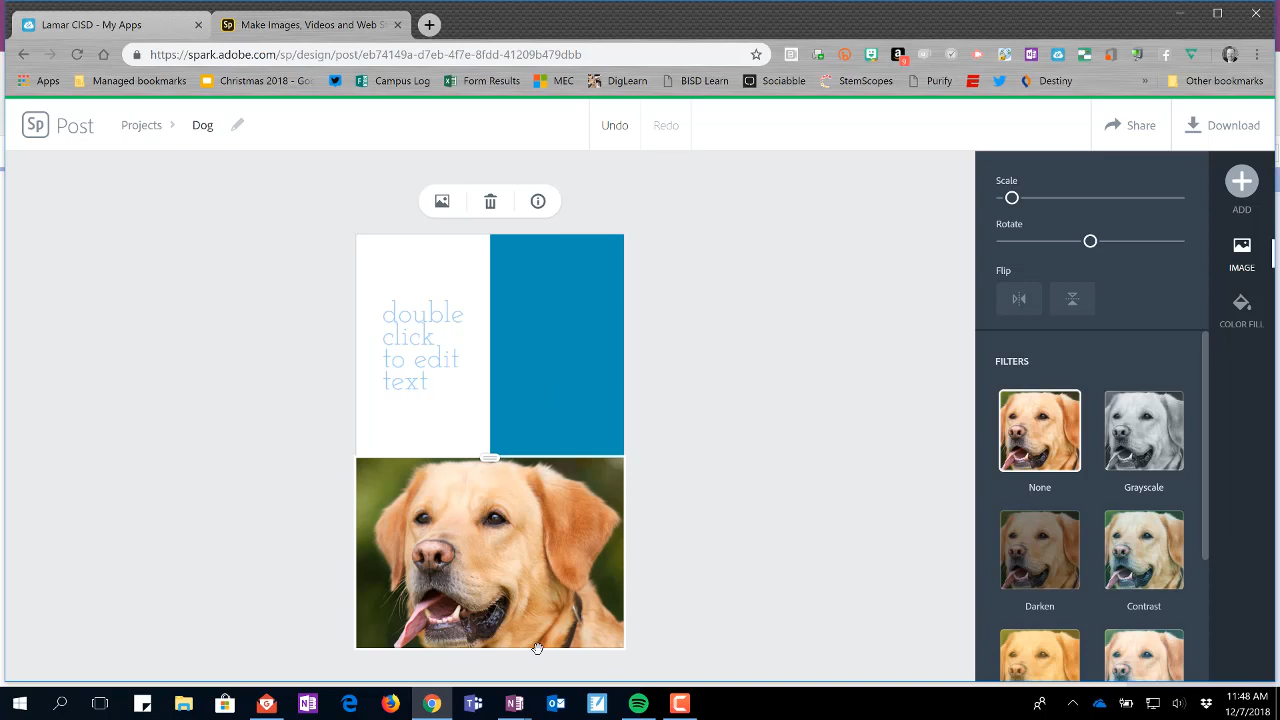 Lamar CISD - My Apps
Sp Make Images, Videos and Web S
https://spark.adobe.com/sp/design/post/eb74149a-d7eb-4f7e-8fdd-41209b479dbb
Apps Managed bookmarks Christmas 2018 - Goo Campus Log Form Results MEC DigLearn BISD Learn Sociabble StemScopes Purify Destiny » Other bookmarks
Sp Post Projects Dog Undo Redo Share Download
Scale
Rotate
Flip
FILTERS
None Grayscale
Darken Contrast
ADD
IMAGE
COLOR FILL
double
click
to edit
text
11:48 AM
12/7/2018